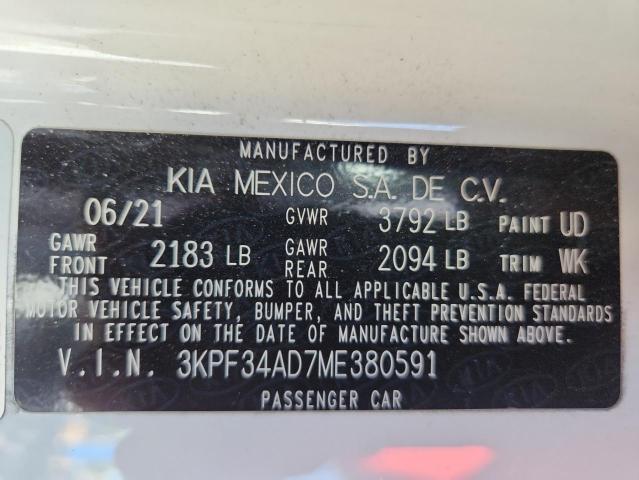 MANUFACTURED BY
KIA MEXICO S.A. DE C.V.
06/21 GVWR 3792 LB PAINT UD
GAWR FRONT 2183 LB GAWR REAR 2094 LB TRIM WK
THIS VEHICLE CONFORMS TO ALL APPLICABLE U.S.A. FEDERAL
MOTOR VEHICLE SAFETY, BUMPER, AND THEFT PREVENTION STANDARDS
IN EFFECT ON THE DATE OF MANUFACTURE SHOWN ABOVE.
V.I.N. 3KPF34AD7ME380591
PASSENGER CAR